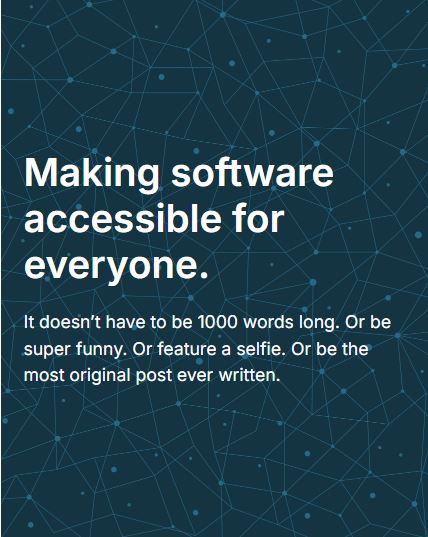 Making software
accessible for
everyone.
It doesn’t have to be 1000 words long. Or be
super funny. Or feature a selfie. Or be the
most original post ever written.